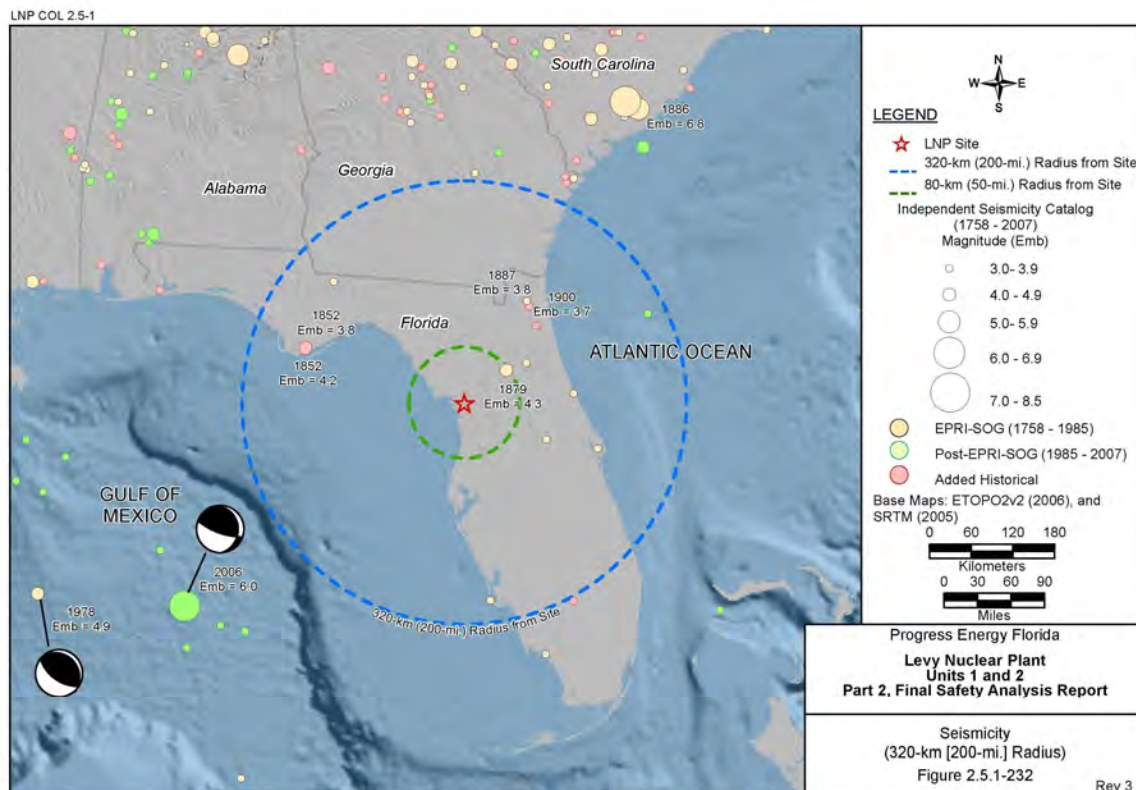 LNP COL 2.5-1
South Carolina
1886
Emb = 6.8
Georgia
Alabama
1887
Emb = 3.8
1900
Emb = 3.7
1852
Emb = 3.8
Florida
1852
Emb = 4.2
ATLANTIC OCEAN
1879
Emb = 4.3
GULF OF
MEXICO
2006
Emb = 6.0
1978
Emb = 4.9
320-km (200-mi.) Radius from Site
N
W E
S
LEGEND
LNP Site
320-km (200-mi.) Radius from Site
80-km (50-mi.) Radius from Site
Independent Seismicity Catalog
(1758 - 2007)
Magnitude (Emb)
3.0- 3.9
4.0 - 4.9
5.0 - 5.9
6.0 - 6.9
7.0 - 8.5
EPRI-SOG (1758 - 1985)
Post-EPRI-SOG (1985 - 2007)
Added Historical
Base Maps: ETOPO2v2 (2006), and
SRTM (2005)
0 60 120 180
Kilometers
0 30 60 90
Miles
Progress Energy Florida
Levy Nuclear Plant
Units 1 and 2
Part 2, Final Safety Analysis Report
Seismicity
(320-km [200-mi.] Radius)
Figure 2.5.1-232
Rev 3